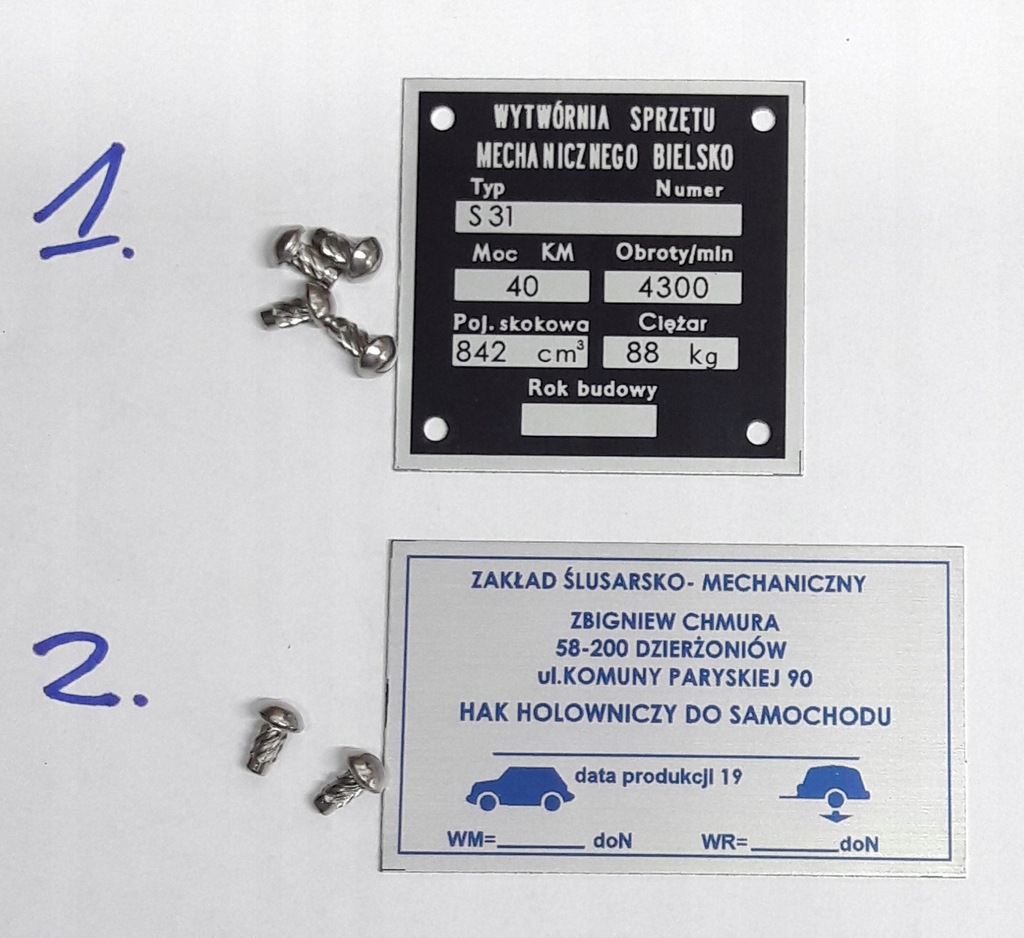 1.
WYTWÓRNIA SPRZĘTU
MECHANICZNEGO BIELSKO
Typ Numer
S 31
Moc KM Obroty/min
40 4300
Poj. skokowa Ciężar
842 cm³ 88 kg
Rok budowy
2.
ZAKŁAD ŚLUSARSKO- MECHANICZNY
ZBIGNIEW CHMURA
58-200 DZIERŻONIÓW
ul.KOMUNY PARYSKIEJ 90
HAK HOLOWNICZY DO SAMOCHODU
data produkcji 19
WM=_______ doN WR=_______doN